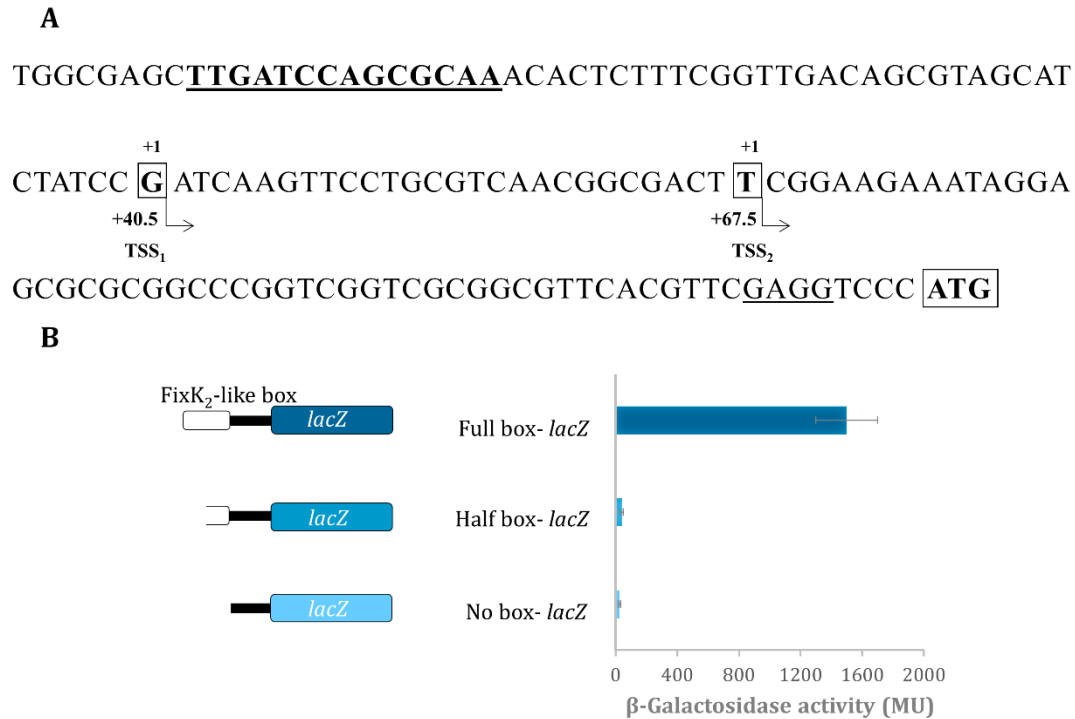 A
TGGCGAGCTTGATCCAGCGCAAACACTCTTTCGGTTGACAGCGTAGCAT
+1 +1
CTATCC G ATCAAGTTCCTGCGTCAACGGCGACT T CGGAAGAAATAGGA
+40.5 +67.5
TSS1 TSS2
GCGCGCGGCCCGGTCGGTCGCGGCGTTCACGTTCGAGGTCCC ATG
B
FixK2-like box
lacZ Full box- lacZ
lacZ Half box- lacZ
lacZ No box- lacZ
0 400 800 1200 1600 2000
β-Galactosidase activity (MU)